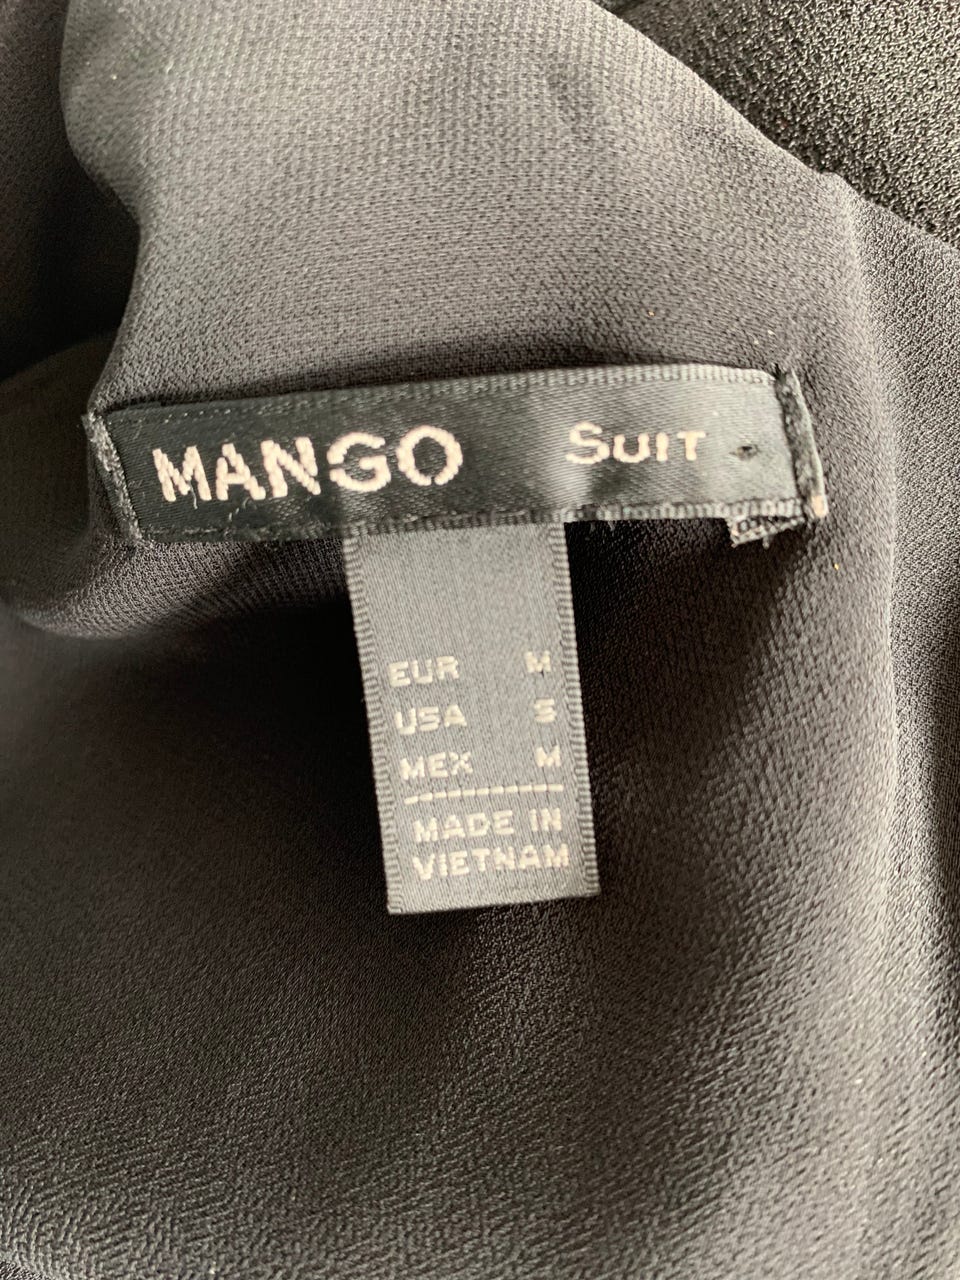 MANGO SUIT
EUR M
USA S
MEX M
MADE IN
VIETNAM